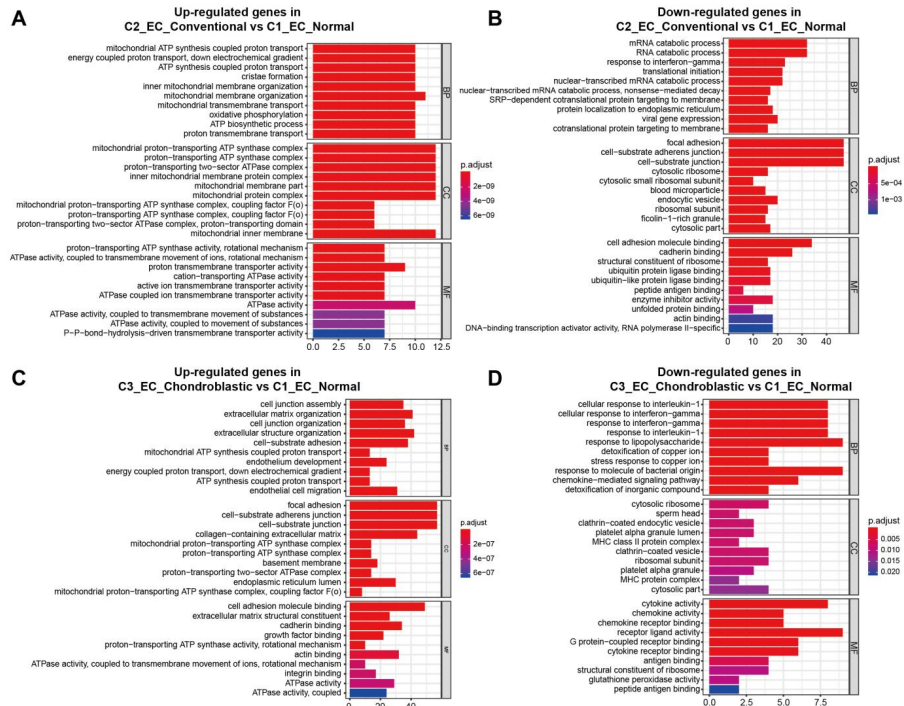 A
Up-regulated genes in
C2_EC_Conventional vs C1_EC_Normal
mitochondrial ATP synthesis coupled proton transport
energy coupled proton transport, down electrochemical gradient
ATP synthesis coupled proton transport
cristae formation
inner mitochondrial membrane organization
mitochondrial membrane organization
mitochondrial transmembrane transport
oxidative phosphorylation
ATP biosynthetic process
proton transmembrane transport
BP
mitochondrial proton-transporting ATP synthase complex
proton-transporting ATP synthase complex
proton-transporting two-sector ATPase complex
inner mitochondrial membrane protein complex
mitochondrial membrane part
mitochondrial protein complex
mitochondrial proton-transporting ATP synthase complex, coupling factor F(o)
proton-transporting ATP synthase complex, coupling factor F(o)
proton-transporting two-sector ATPase complex, proton-transporting domain
mitochondrial inner membrane
CC
proton-transporting ATP synthase activity, rotational mechanism
ATPase activity, coupled to transmembrane movement of ions, rotational mechanism
proton transmembrane transporter activity
cation-transporting ATPase activity
active ion transmembrane transporter activity
ATPase coupled ion transmembrane transporter activity
ATPase activity
ATPase activity, coupled to transmembrane movement of substances
ATPase activity, coupled to movement of substances
P-P-bond-hydrolysis-driven transmembrane transporter activity
MF
0.0 2.5 5.0 7.5 10.0 12.5
p.adjust
2e-09
4e-09
6e-09
B
Down-regulated genes in
C2_EC_Conventional vs C1_EC_Normal
mRNA catabolic process
RNA catabolic process
response to interferon-gamma
translational initiation
nuclear-transcribed mRNA catabolic process
nuclear-transcribed mRNA catabolic process, nonsense-mediated decay
SRP-dependent cotranslational protein targeting to membrane
protein localization to endoplasmic reticulum
viral gene expression
cotranslational protein targeting to membrane
BP
focal adhesion
cell-substrate adherens junction
cell-substrate junction
cytosolic ribosome
cytosolic small ribosomal subunit
blood microparticle
endocytic vesicle
ribosomal subunit
ficolin-1-rich granule
cytosolic part
CC
cell adhesion molecule binding
cadherin binding
structural constituent of ribosome
ubiquitin protein ligase binding
ubiquitin-like protein ligase binding
peptide antigen binding
enzyme inhibitor activity
unfolded protein binding
actin binding
DNA-binding transcription activator activity, RNA polymerase II-specific
MF
0 10 20 30 40
p.adjust
5e-04
1e-03
C
Up-regulated genes in
C3_EC_Chondroblastic vs C1_EC_Normal
cell junction assembly
extracellular matrix organization
cell junction organization
extracellular structure organization
cell-substrate adhesion
mitochondrial ATP synthesis coupled proton transport
endothelium development
energy coupled proton transport, down electrochemical gradient
ATP synthesis coupled proton transport
endothelial cell migration
BP
focal adhesion
cell-substrate adherens junction
cell-substrate junction
collagen-containing extracellular matrix
mitochondrial proton-transporting ATP synthase complex
proton-transporting ATP synthase complex
basement membrane
proton-transporting two-sector ATPase complex
endoplasmic reticulum lumen
mitochondrial proton-transporting ATP synthase complex, coupling factor F(o)
CC
cell adhesion molecule binding
extracellular matrix structural constituent
cadherin binding
growth factor binding
proton-transporting ATP synthase activity, rotational mechanism
actin binding
ATPase activity, coupled to transmembrane movement of ions, rotational mechanism
integrin binding
ATPase activity
ATPase activity, coupled
MF
0 20 40
p.adjust
2e-07
4e-07
6e-07
D
Down-regulated genes in
C3_EC_Chondroblastic vs C1_EC_Normal
cellular response to interleukin-1
cellular response to interferon-gamma
response to interferon-gamma
response to interleukin-1
response to lipopolysaccharide
detoxification of copper ion
stress response to copper ion
response to molecule of bacterial origin
chemokine-mediated signaling pathway
detoxification of inorganic compound
BP
cytosolic ribosome
sperm head
clathrin-coated endocytic vesicle
platelet alpha granule lumen
MHC class II protein complex
clathrin-coated vesicle
ribosomal subunit
platelet alpha granule
MHC protein complex
cytosolic part
CC
cytokine activity
chemokine activity
chemokine receptor binding
receptor ligand activity
G protein-coupled receptor binding
cytokine receptor binding
antigen binding
structural constituent of ribosome
glutathione peroxidase activity
peptide antigen binding
MF
0.0 2.5 5.0 7.5
p.adjust
0.005
0.010
0.015
0.020